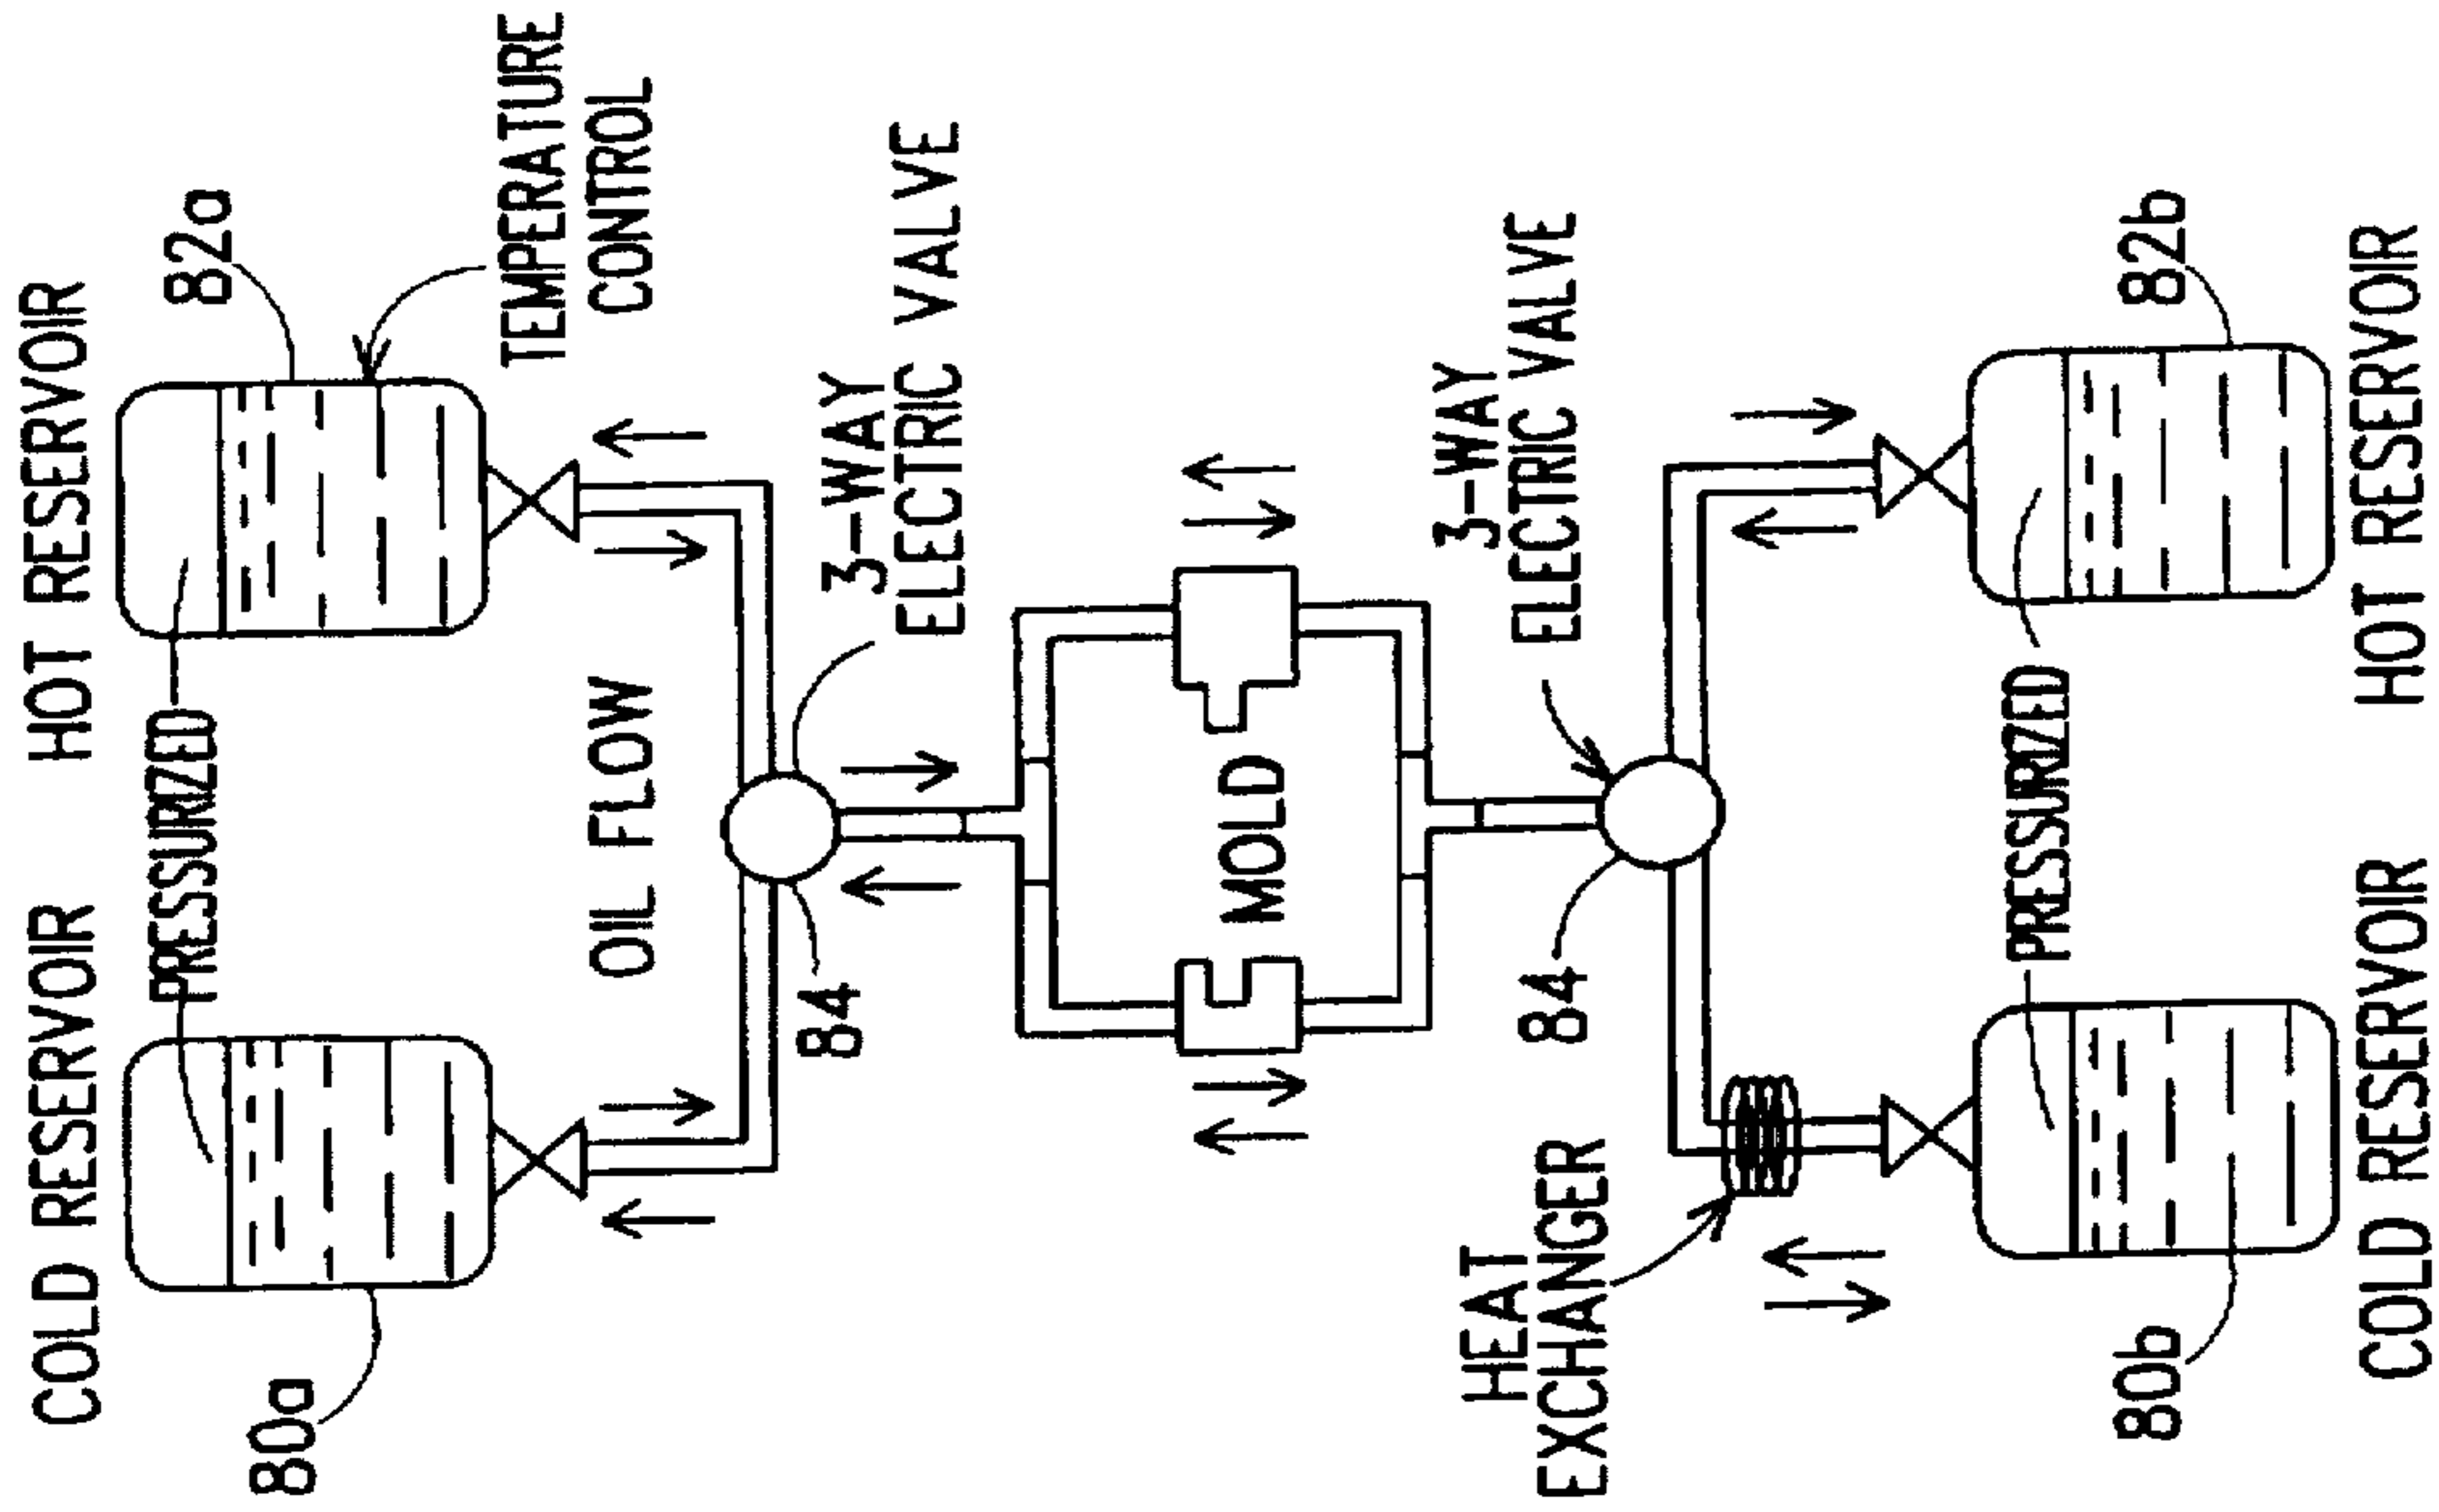 COLD RESERVOIR
HOT RESERVOIR
80a
PRESSURIZED
82a
OIL FLOW
TEMPERATURE
CONTROL
84
3-WAY
ELECTRIC VALVE
MOLD
HEAT
EXCHANGER
84
3-WAY
ELECTRIC VALVE
80b
PRESSURIZED
82b
COLD RESERVOIR
HOT RESERVOIR